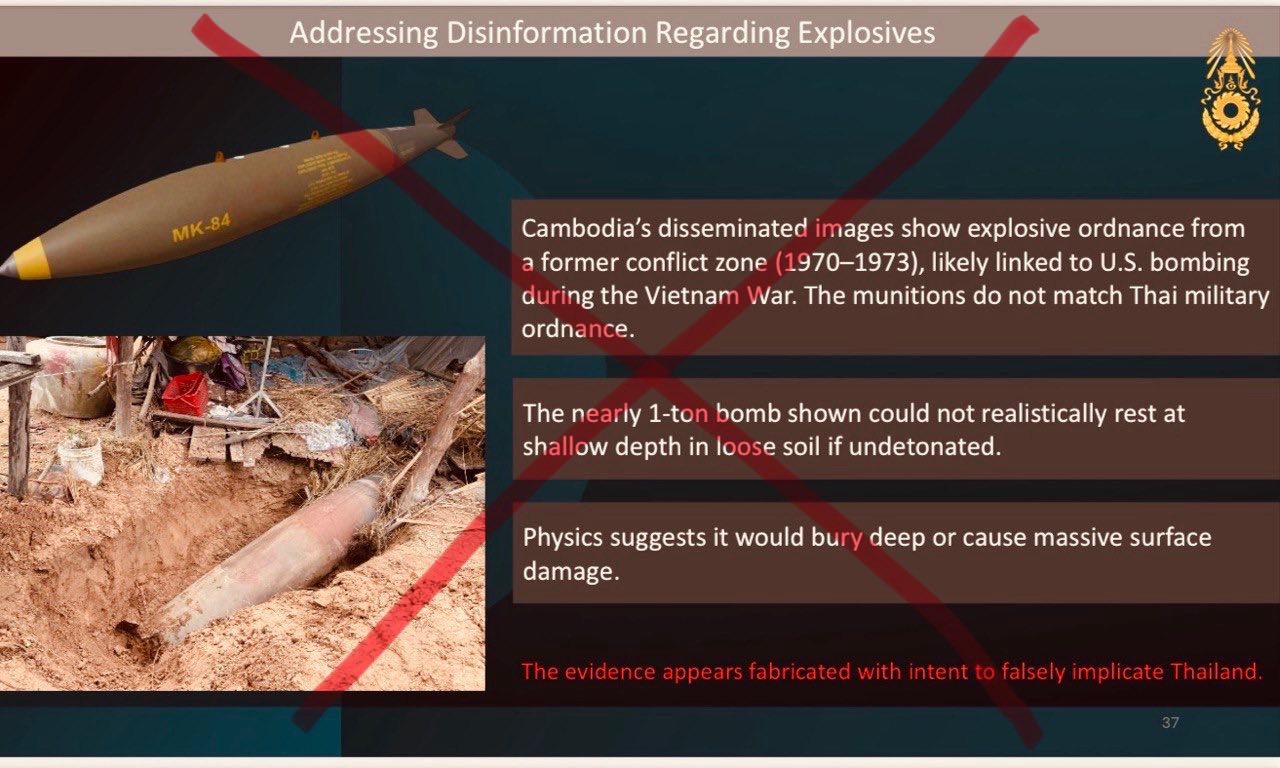 Addressing Disinformation Regarding Explosives
MK-84
Cambodia’s disseminated images show explosive ordnance from
a former conflict zone (1970–1973), likely linked to U.S. bombing
during the Vietnam War. The munitions do not match Thai military
ordnance.
The nearly 1-ton bomb shown could not realistically rest at
shallow depth in loose soil if undetonated.
Physics suggests it would bury deep or cause massive surface
damage.
The evidence appears fabricated with intent to falsely implicate Thailand.
37